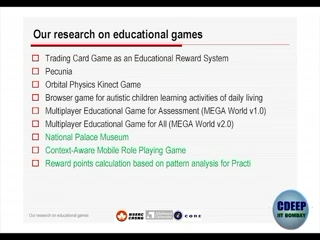 Our research on educational games
Trading Card Game as an Educational Reward System
Pecunia
Orbital Physics Kinect Game
Browser game for autistic children learning activities of daily living
Multiplayer Educational Game for Assessment (MEGA World v1.0)
Multiplayer Educational Game for All (MEGA World v2.0)
National Palace Museum
Context-Aware Mobile Role Playing Game
Reward points calculation based on pattern analysis for Practi
Our research on educational games
NSERC
CRSNG
CORE
CDEEP
IIT BOMBAY